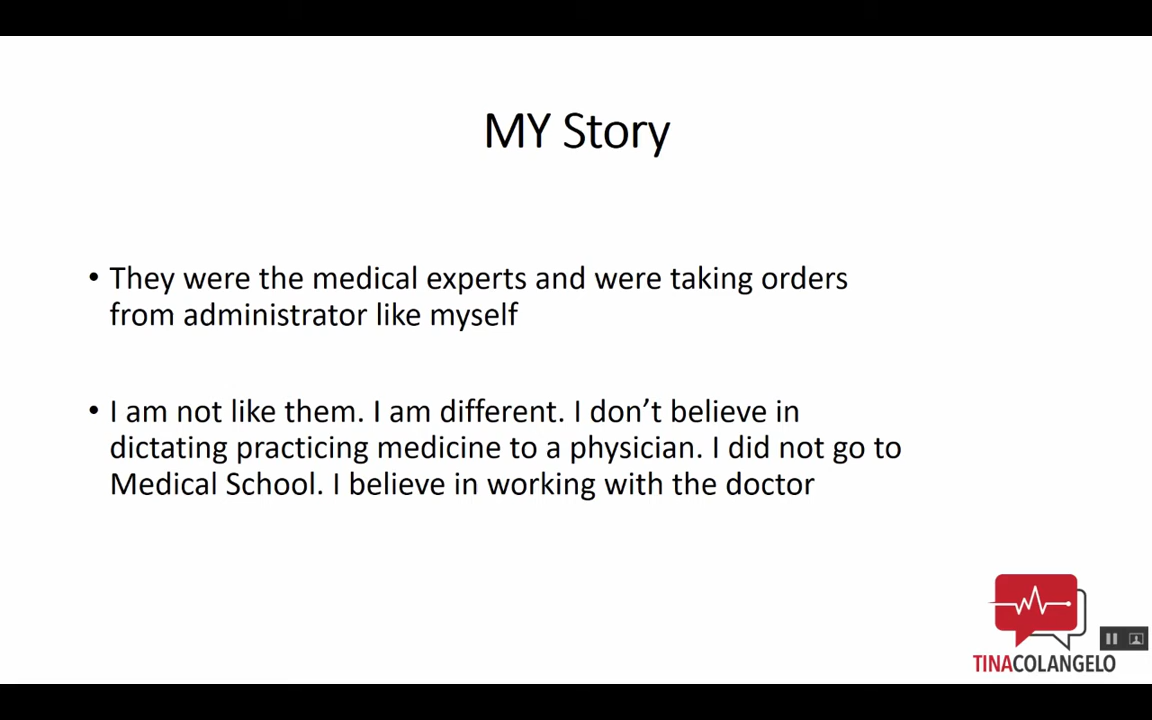 MY Story
• They were the medical experts and were taking orders
from administrator like myself
• I am not like them. I am different. I don’t believe in
dictating practicing medicine to a physician. I did not go to
Medical School. I believe in working with the doctor
TINACOLANGELO